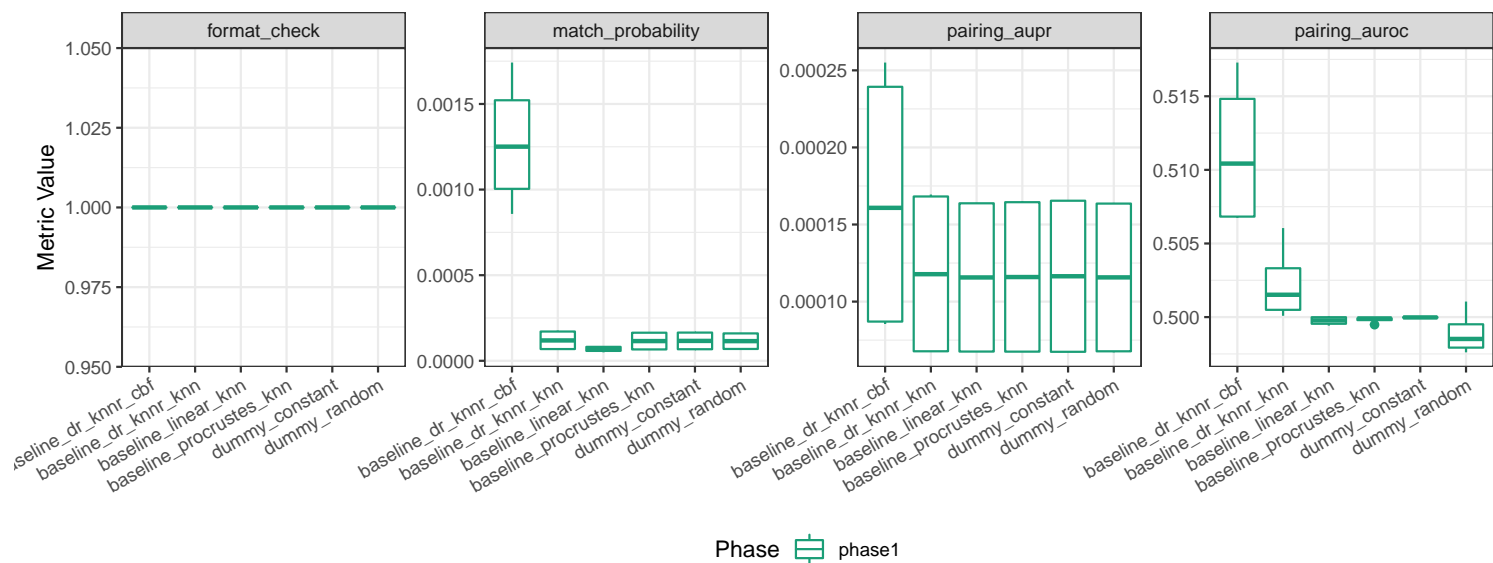 format_check
match_probability
pairing_aupr
pairing_auroc
Metric Value
1.050
1.025
1.000
0.975
0.950
0.0015
0.0010
0.0005
0.0000
0.00025
0.00020
0.00015
0.00010
0.515
0.510
0.505
0.500
aseline_dr_knnr_cbf
baseline_dr_knnr_knn
baseline_linear_knn
baseline_procrustes_knn
dummy_constant
dummy_random
baseline_dr_knnr_cbf
baseline_dr_knnr_knn
baseline_linear_knn
baseline_procrustes_knn
dummy_constant
dummy_random
baseline_dr_knnr_cbf
baseline_dr_knnr_knn
baseline_linear_knn
baseline_procrustes_knn
dummy_constant
dummy_random
baseline_dr_knnr_cbf
baseline_dr_knnr_knn
baseline_linear_knn
baseline_procrustes_knn
dummy_constant
dummy_random
Phase phase1